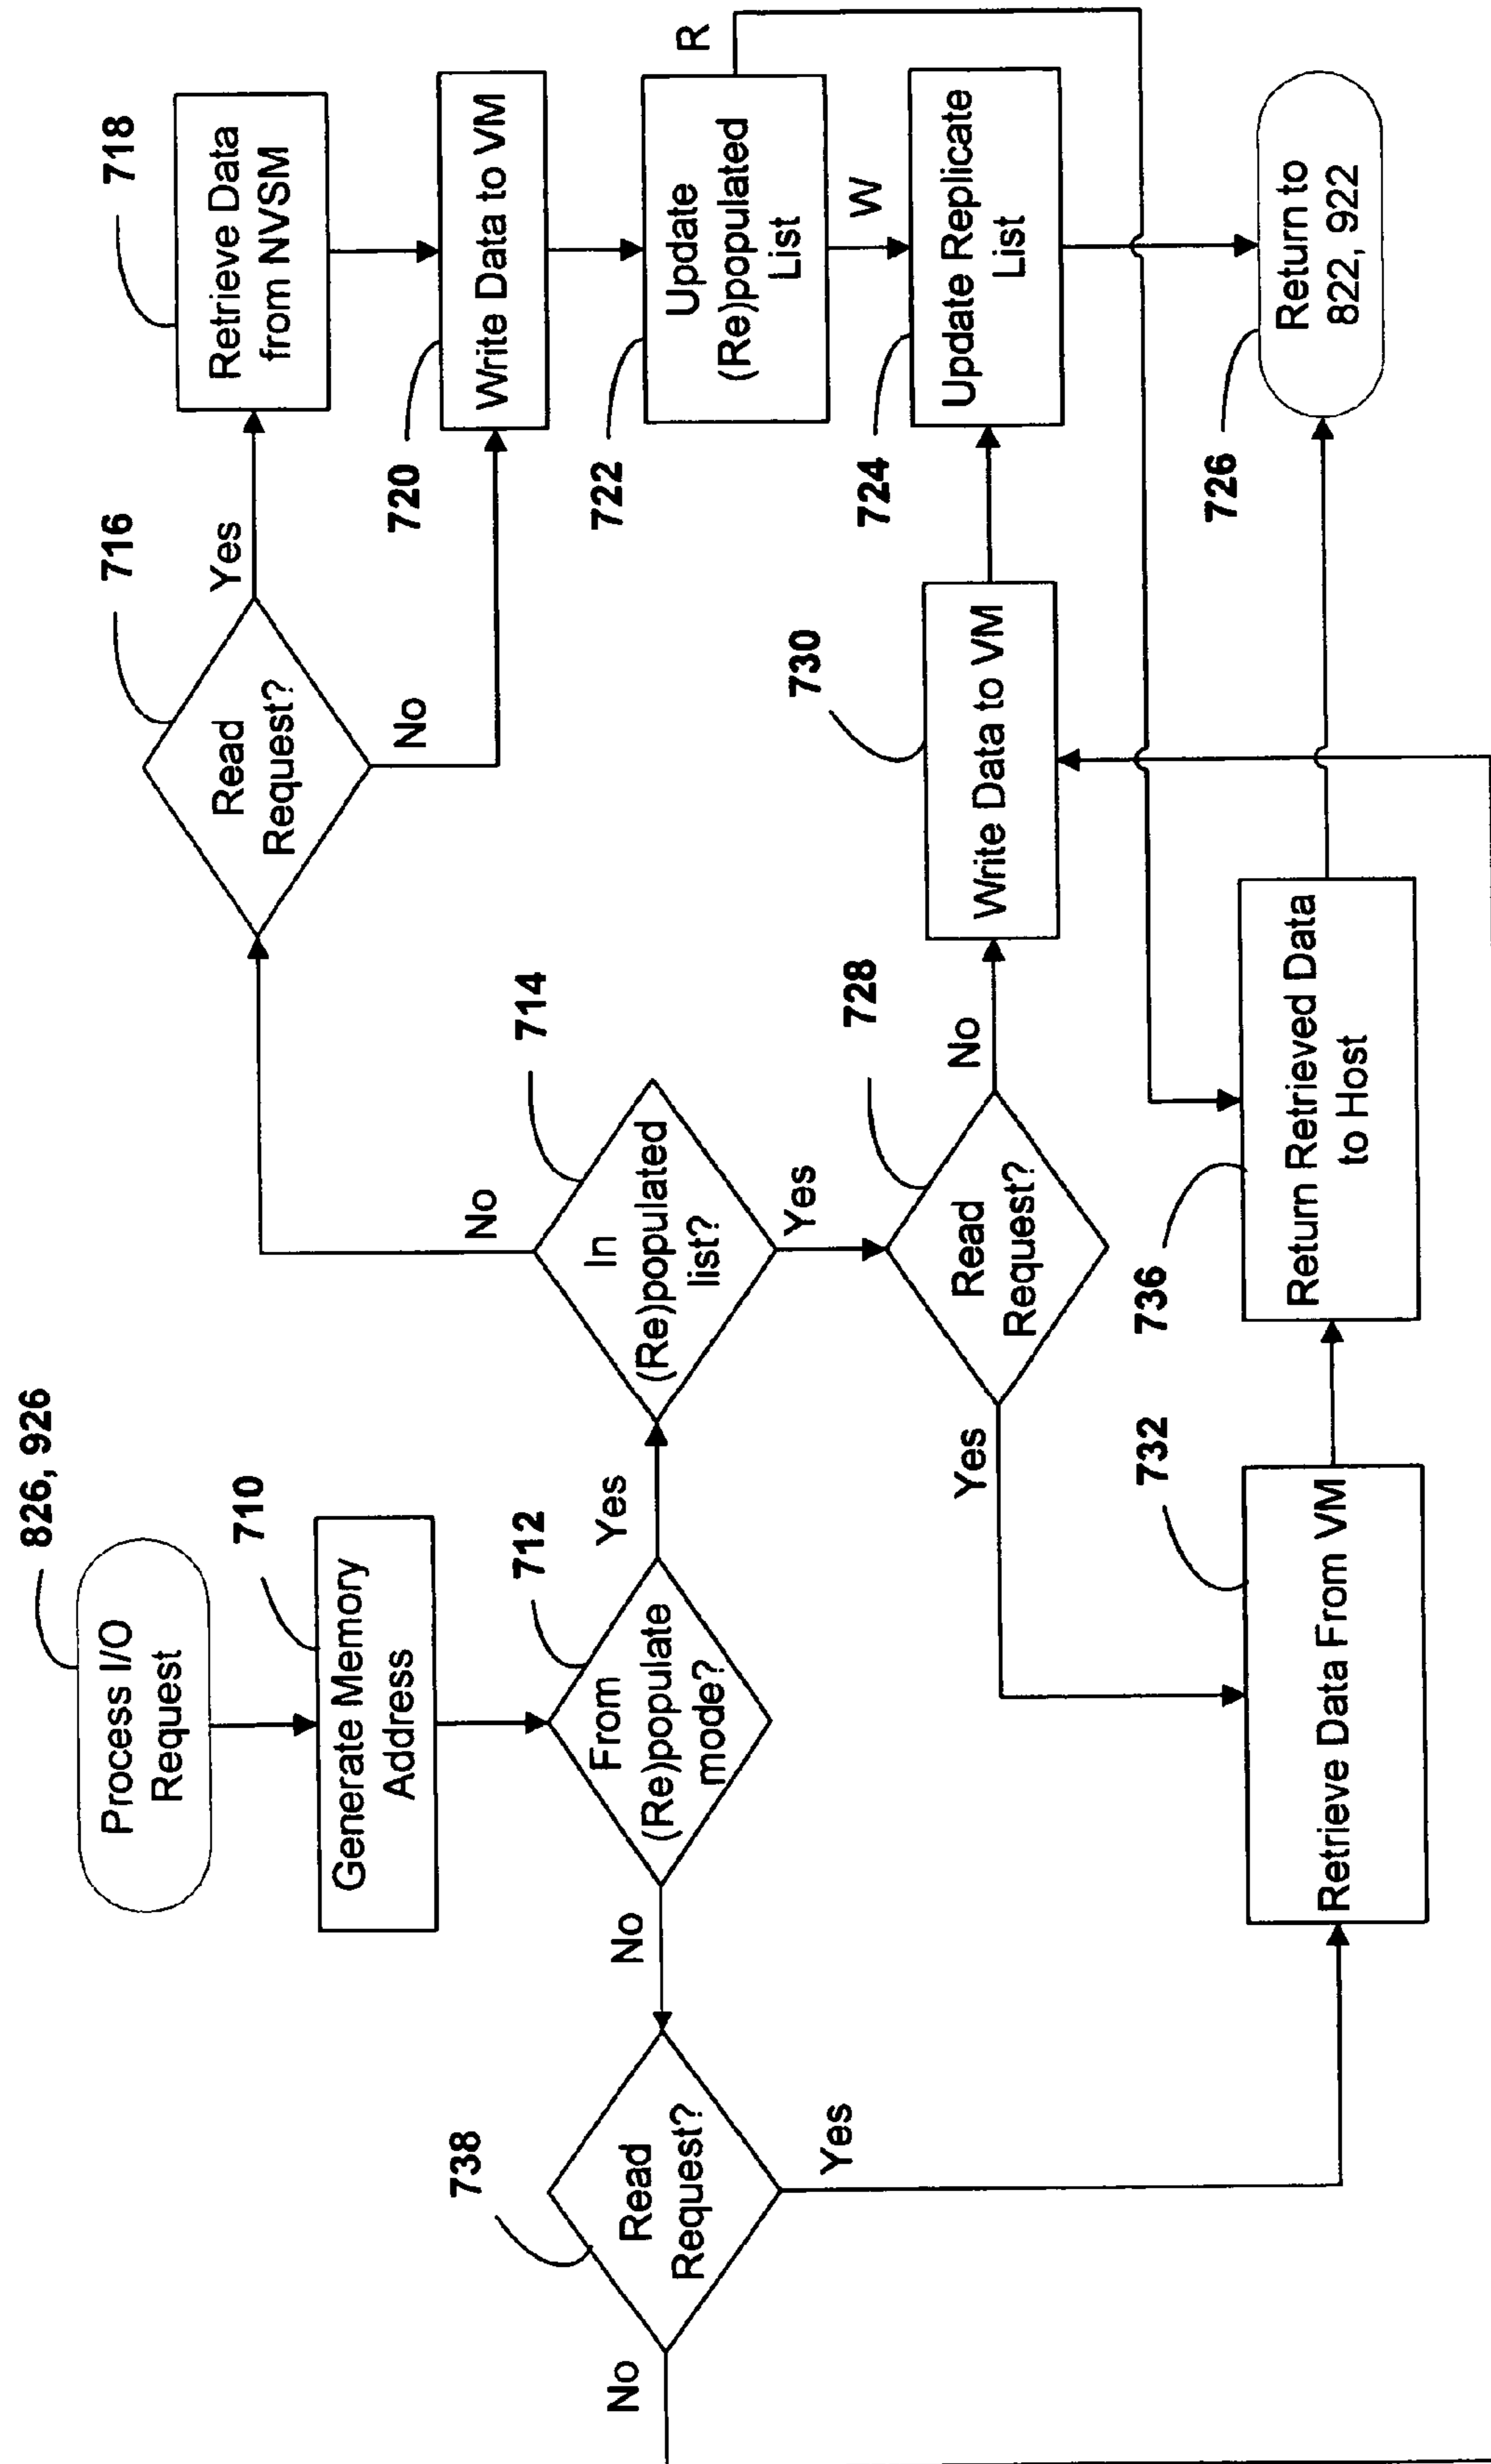 826, 926
Process I/O
Request
710
Generate Memory
Address
712
From
(Re)populate
mode?
Yes
No
714
In
(Re)populated
list?
No
Yes
716
Read
Request?
Yes
No
718
Retrieve Data
from NVSM
720
Write Data to VM
722
Update
(Re)populated
List
R
W
724
Update Replicate
List
726
Return to
822, 922
728
Read
Request?
No
Yes
730
Write Data to VM
732
Retrieve Data From VM
736
Return Retrieved Data
to Host
738
Read
Request?
Yes
No